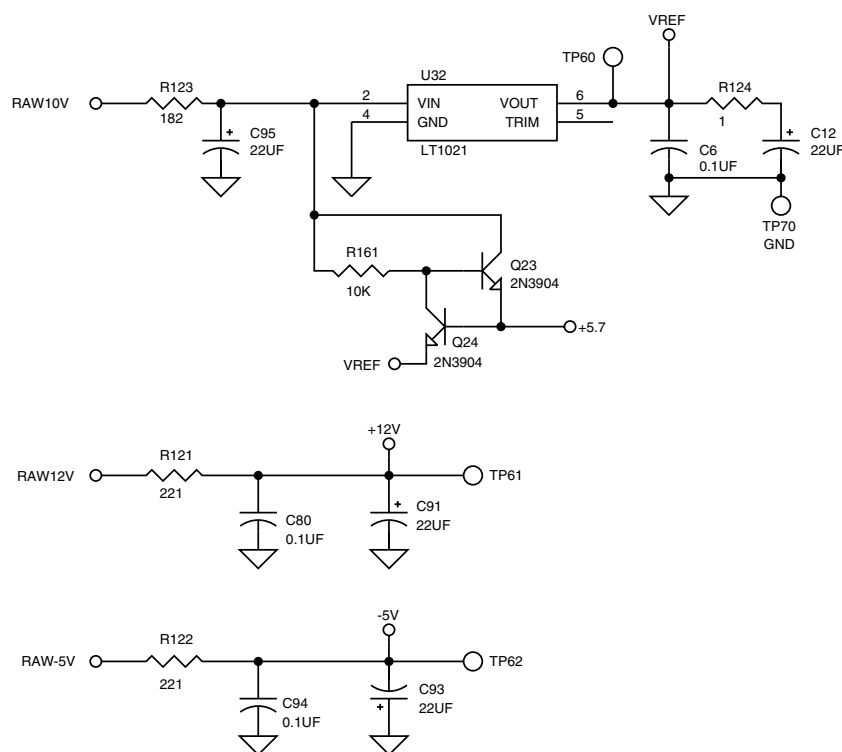 VREF
TP60
U32
RAW10V
R123
182
2
VIN
VOUT
6
R124
1
4
GND
TRIM
5
LT1021
+
C95
22UF
C6
0.1UF
+
C12
22UF
TP70
GND
R161
10K
Q23
2N3904
+5.7
Q24
2N3904
VREF
+12V
RAW12V
R121
221
TP61
C80
0.1UF
+
C91
22UF
-5V
RAW-5V
R122
221
TP62
C94
0.1UF
C93
22UF
+